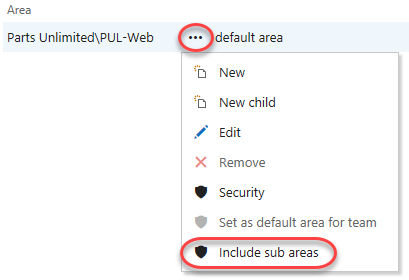 Area
Parts Unlimited\PUL-Web ••• default area
New
New child
Edit
Remove
Security
Set as default area for team
Include sub areas